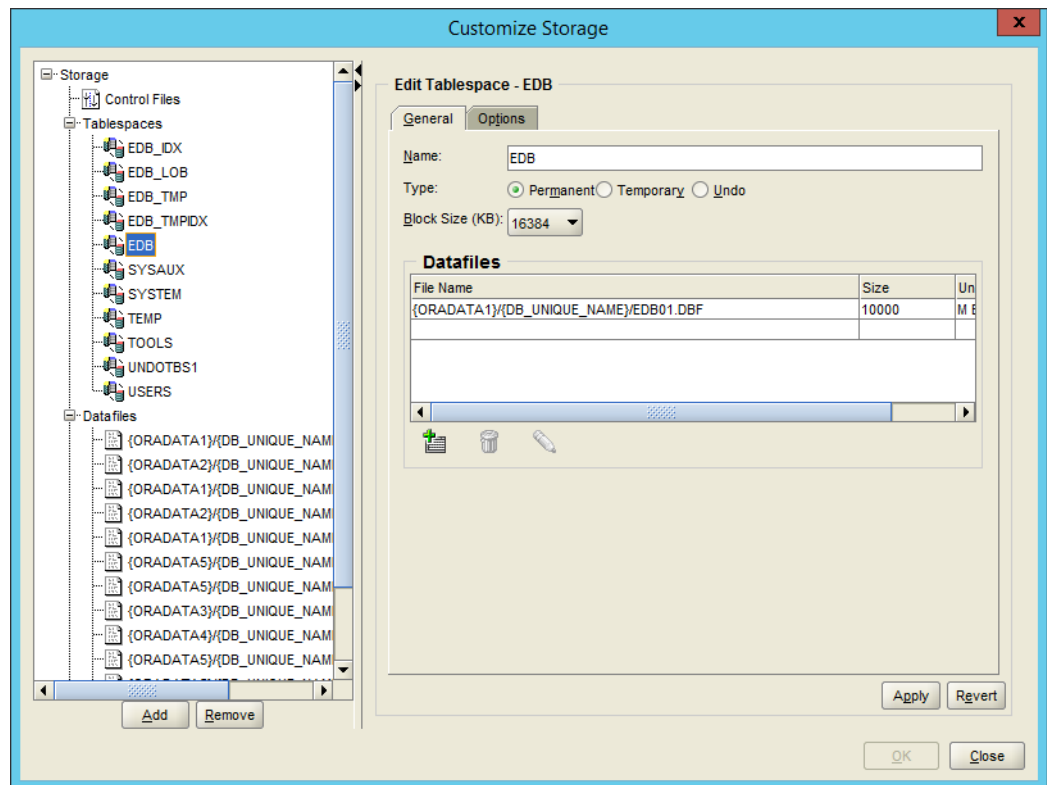 Customize Storage
x
Storage
Control Files
Tablespaces
EDB_IDX
EDB_LOB
EDB_TMP
EDB_TMPIDX
EDB
SYSAUX
SYSTEM
TEMP
TOOLS
UNDOTBS1
USERS
Datafiles
{ORADATA1}/{DB_UNIQUE_NAM
{ORADATA2}/{DB_UNIQUE_NAM
{ORADATA1}/{DB_UNIQUE_NAM
{ORADATA2}/{DB_UNIQUE_NAM
{ORADATA1}/{DB_UNIQUE_NAM
{ORADATA5}/{DB_UNIQUE_NAM
{ORADATA5}/{DB_UNIQUE_NAM
{ORADATA3}/{DB_UNIQUE_NAM
{ORADATA4}/{DB_UNIQUE_NAM
{ORADATA5}/{DB_UNIQUE_NAM
Add Remove
Edit Tablespace - EDB
General Options
Name: EDB
Type: Permanent Temporary Undo
Block Size (KB): 16384
Datafiles
File Name Size Un
{ORADATA1}/{DB_UNIQUE_NAME}/EDB01.DBF 10000 M
Apply Revert
OK Close